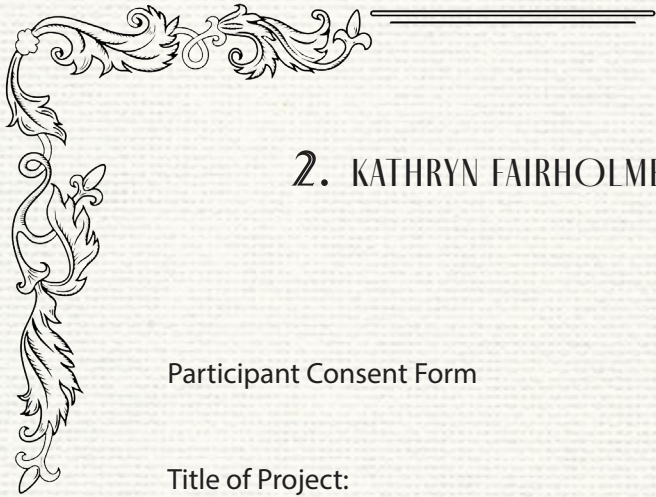 2. KATHRYN FAIRHOLME
Participant Consent Form
Title of Project: